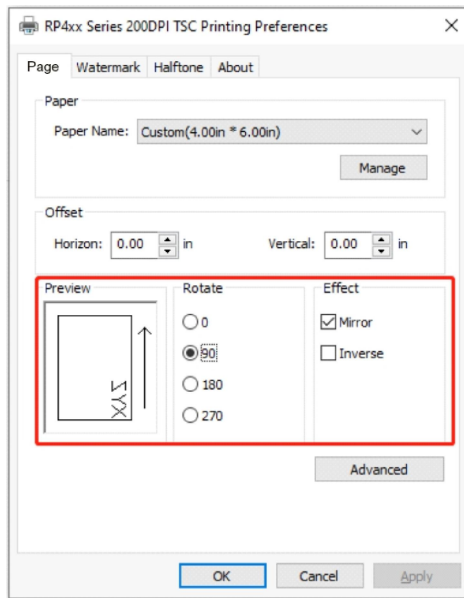 RP4xx Series 200DPI TSC Printing Preferences
Page Watermark Halftone About
Paper
Paper Name: Custom(4.00in * 6.00in)
Manage
Offset
Horizon: 0.00 in Vertical: 0.00 in
Preview
XYZ
Rotate
0
90
180
270
Effect
Mirror
Inverse
Advanced
OK Cancel Apply